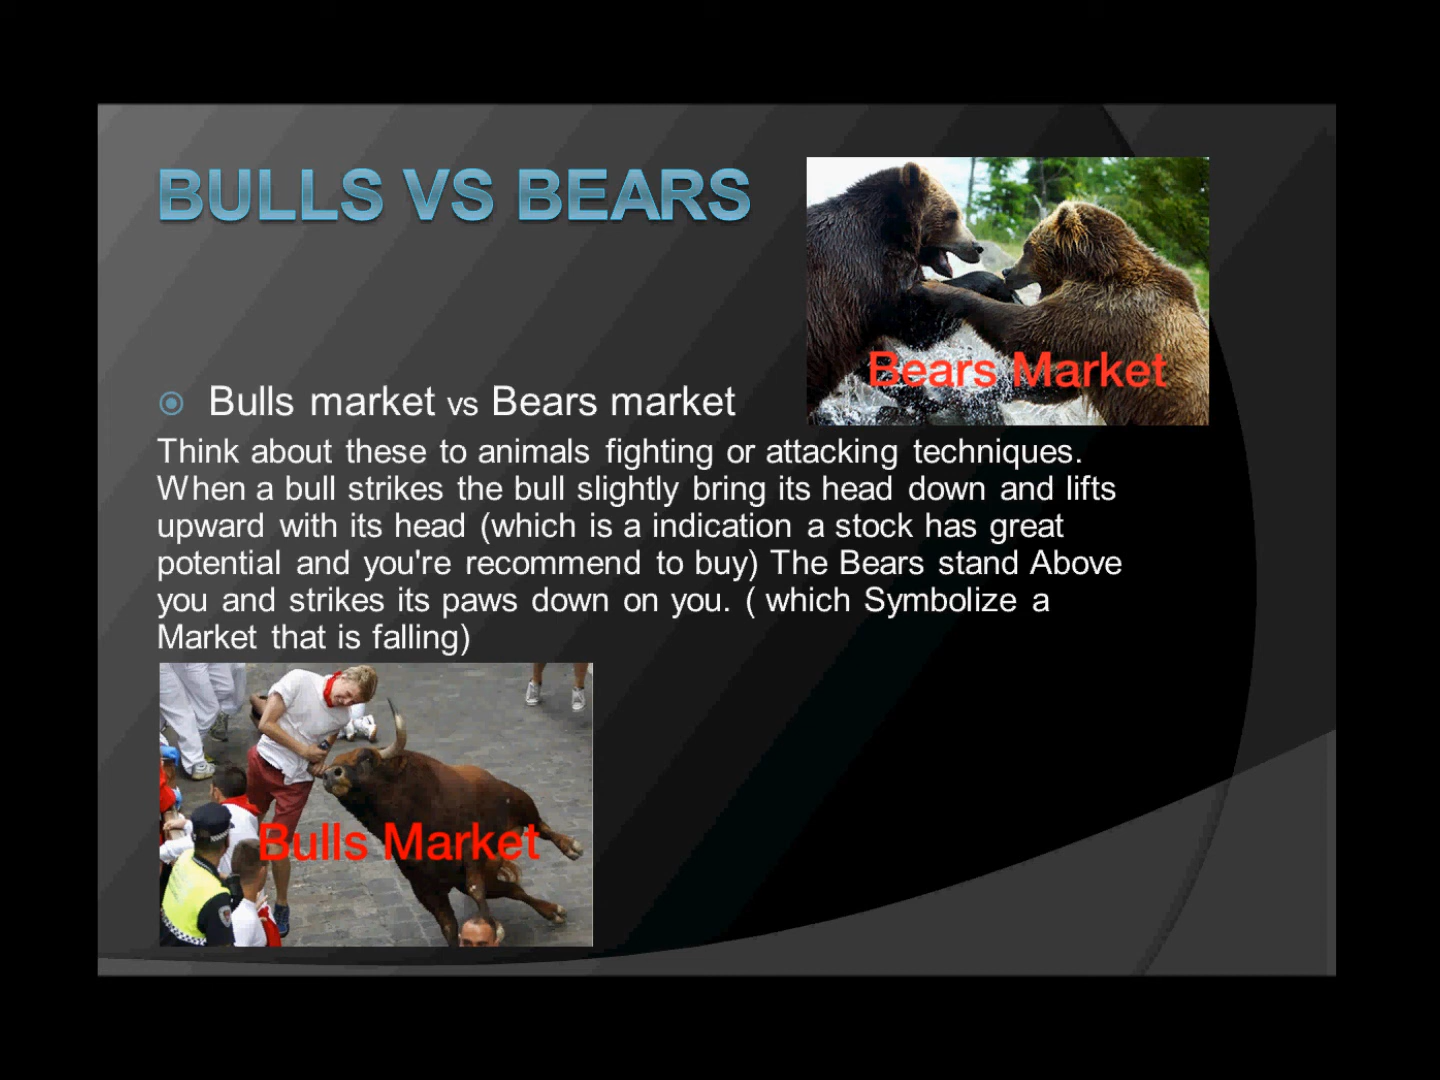 BULLS VS BEARS
Bears Market
Bulls market vs Bears market
Think about these to animals fighting or attacking techniques.
When a bull strikes the bull slightly bring its head down and lifts
upward with its head (which is a indication a stock has great
potential and you're recommend to buy) The Bears stand Above
you and strikes its paws down on you. ( which Symbolize a
Market that is falling)
Bulls Market